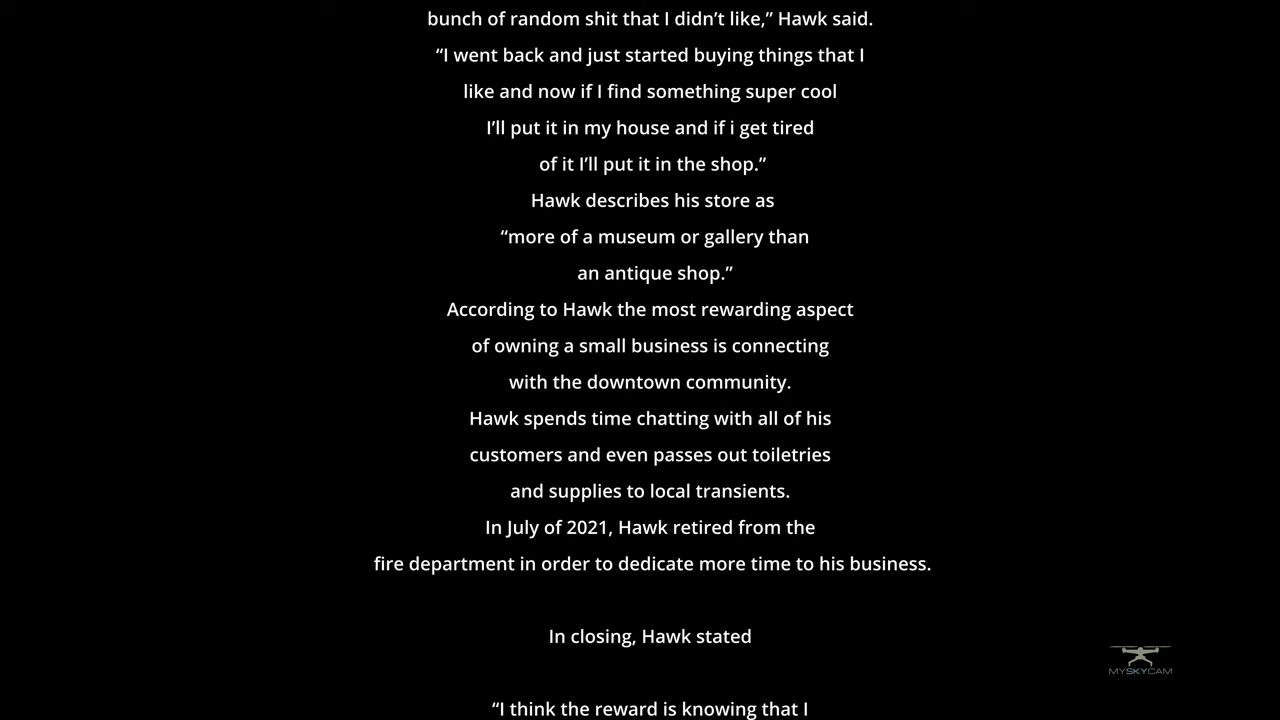 bunch of random shit that I didn’t like,” Hawk said.
“I went back and just started buying things that I
like and now if I find something super cool
I’ll put it in my house and if i get tired
of it I’ll put it in the shop.”
Hawk describes his store as
“more of a museum or gallery than
an antique shop.”
According to Hawk the most rewarding aspect
of owning a small business is connecting
with the downtown community.
Hawk spends time chatting with all of his
customers and even passes out toiletries
and supplies to local transients.
In July of 2021, Hawk retired from the
fire department in order to dedicate more time to his business.
In closing, Hawk stated
“I think the reward is knowing that I
MYSKYCAM